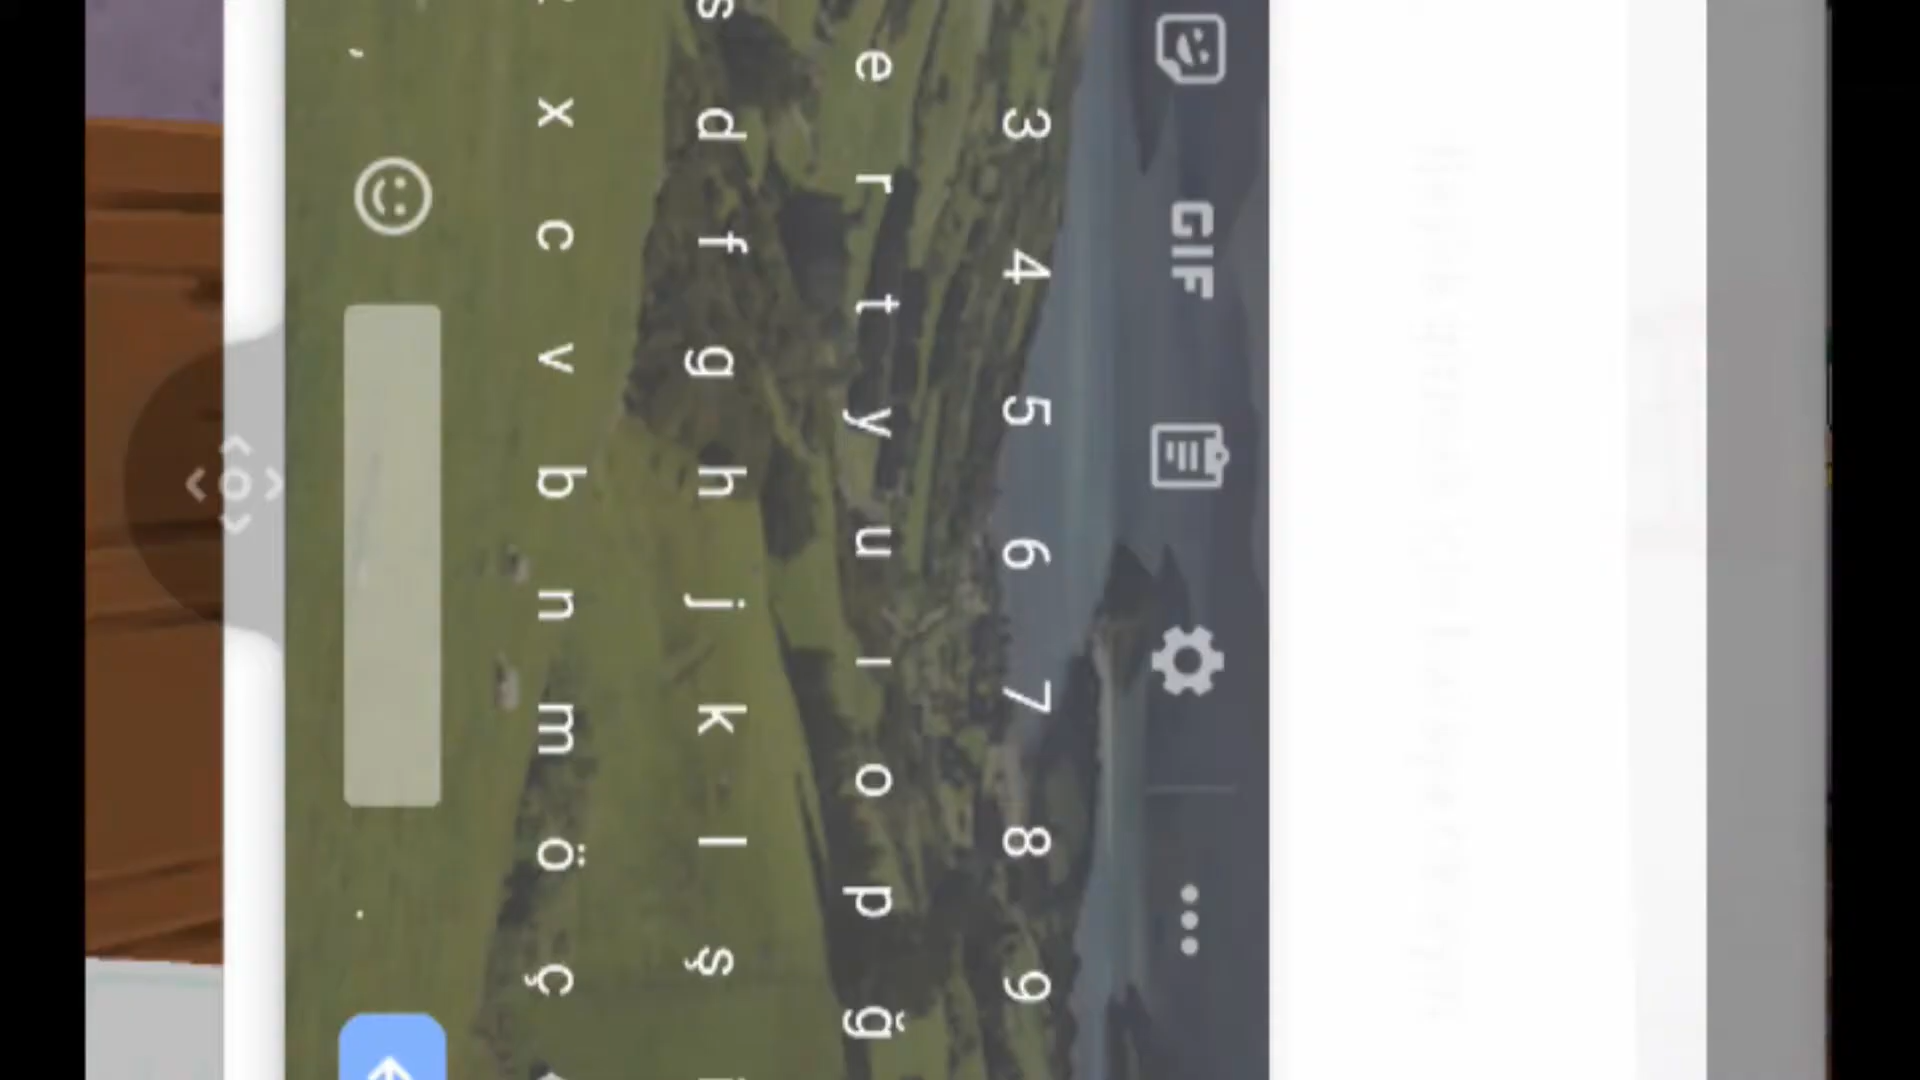 GIF
3 4 5 6 7 8 9
e r t y u ı o p ğ
s d f g h j k l ş
x c v b n m ö ç
, .